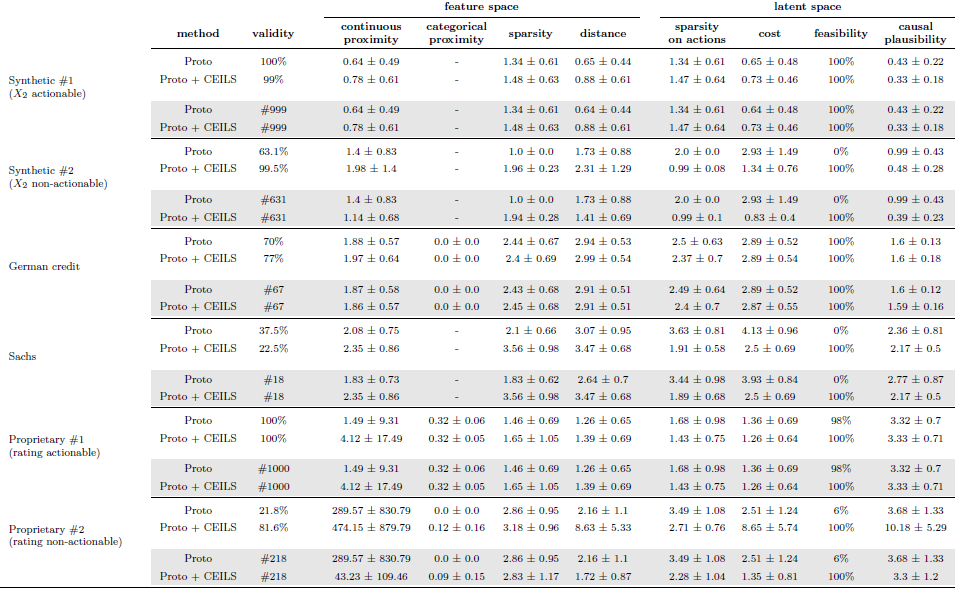 feature space latent space
method validity continuous proximity categorical proximity sparsity distance sparsity on actions cost feasibility causal plausibility
Synthetic #1 (X2 actionable)
Proto 100% 0.64 ± 0.49 - 1.34 ± 0.61 0.65 ± 0.44 1.34 ± 0.61 0.65 ± 0.48 100% 0.43 ± 0.22
Proto + CEILS 99% 0.78 ± 0.61 - 1.48 ± 0.63 0.88 ± 0.61 1.47 ± 0.64 0.73 ± 0.46 100% 0.33 ± 0.18
Proto #999 0.64 ± 0.49 - 1.34 ± 0.61 0.64 ± 0.44 1.34 ± 0.61 0.64 ± 0.48 100% 0.43 ± 0.22
Proto + CEILS #999 0.78 ± 0.61 - 1.48 ± 0.63 0.88 ± 0.61 1.47 ± 0.64 0.73 ± 0.46 100% 0.33 ± 0.18
Synthetic #2 (X2 non-actionable)
Proto 63.1% 1.4 ± 0.83 - 1.0 ± 0.0 1.73 ± 0.88 2.0 ± 0.0 2.93 ± 1.49 0% 0.99 ± 0.43
Proto + CEILS 99.5% 1.98 ± 1.4 - 1.96 ± 0.23 2.31 ± 1.29 0.99 ± 0.08 1.34 ± 0.76 100% 0.48 ± 0.28
Proto #631 1.4 ± 0.83 - 1.0 ± 0.0 1.73 ± 0.88 2.0 ± 0.0 2.93 ± 1.49 0% 0.99 ± 0.43
Proto + CEILS #631 1.14 ± 0.68 - 1.94 ± 0.28 1.41 ± 0.69 0.99 ± 0.1 0.83 ± 0.4 100% 0.39 ± 0.23
German credit
Proto 70% 1.88 ± 0.57 0.0 ± 0.0 2.44 ± 0.67 2.94 ± 0.53 2.5 ± 0.63 2.89 ± 0.52 100% 1.6 ± 0.13
Proto + CEILS 77% 1.97 ± 0.64 0.0 ± 0.0 2.4 ± 0.69 2.99 ± 0.54 2.37 ± 0.7 2.89 ± 0.54 100% 1.6 ± 0.18
Proto #67 1.87 ± 0.58 0.0 ± 0.0 2.43 ± 0.68 2.91 ± 0.51 2.49 ± 0.64 2.89 ± 0.52 100% 1.6 ± 0.12
Proto + CEILS #67 1.86 ± 0.57 0.0 ± 0.0 2.45 ± 0.68 2.91 ± 0.51 2.4 ± 0.7 2.87 ± 0.55 100% 1.59 ± 0.16
Sachs
Proto 37.5% 2.08 ± 0.75 - 2.1 ± 0.66 3.07 ± 0.95 3.63 ± 0.81 4.13 ± 0.96 0% 2.36 ± 0.81
Proto + CEILS 22.5% 2.35 ± 0.86 - 3.56 ± 0.98 3.47 ± 0.68 1.91 ± 0.58 2.5 ± 0.69 100% 2.17 ± 0.5
Proto #18 1.83 ± 0.73 - 1.83 ± 0.62 2.64 ± 0.7 3.44 ± 0.98 3.93 ± 0.84 0% 2.77 ± 0.87
Proto + CEILS #18 2.35 ± 0.86 - 3.56 ± 0.98 3.47 ± 0.68 1.89 ± 0.68 2.5 ± 0.69 100% 2.17 ± 0.5
Proprietary #1 (rating actionable)
Proto 100% 1.49 ± 9.31 0.32 ± 0.06 1.46 ± 0.69 1.26 ± 0.65 1.68 ± 0.98 1.36 ± 0.69 98% 3.32 ± 0.7
Proto + CEILS 100% 4.12 ± 17.49 0.32 ± 0.05 1.65 ± 1.05 1.39 ± 0.69 1.43 ± 0.75 1.26 ± 0.64 100% 3.33 ± 0.71
Proto #1000 1.49 ± 9.31 0.32 ± 0.06 1.46 ± 0.69 1.26 ± 0.65 1.68 ± 0.98 1.36 ± 0.69 98% 3.32 ± 0.7
Proto + CEILS #1000 4.12 ± 17.49 0.32 ± 0.05 1.65 ± 1.05 1.39 ± 0.69 1.43 ± 0.75 1.26 ± 0.64 100% 3.33 ± 0.71
Proprietary #2 (rating non-actionable)
Proto 21.8% 289.57 ± 830.79 0.0 ± 0.0 2.86 ± 0.95 2.16 ± 1.1 3.49 ± 1.08 2.51 ± 1.24 6% 3.68 ± 1.33
Proto + CEILS 81.6% 474.15 ± 879.79 0.12 ± 0.16 3.18 ± 0.96 8.63 ± 5.33 2.71 ± 0.76 8.65 ± 5.74 100% 10.18 ± 5.29
Proto #218 289.57 ± 830.79 0.0 ± 0.0 2.86 ± 0.95 2.16 ± 1.1 3.49 ± 1.08 2.51 ± 1.24 6% 3.68 ± 1.33
Proto + CEILS #218 43.23 ± 109.46 0.09 ± 0.15 2.83 ± 1.17 1.72 ± 0.87 2.28 ± 1.04 1.35 ± 0.81 100% 3.3 ± 1.2